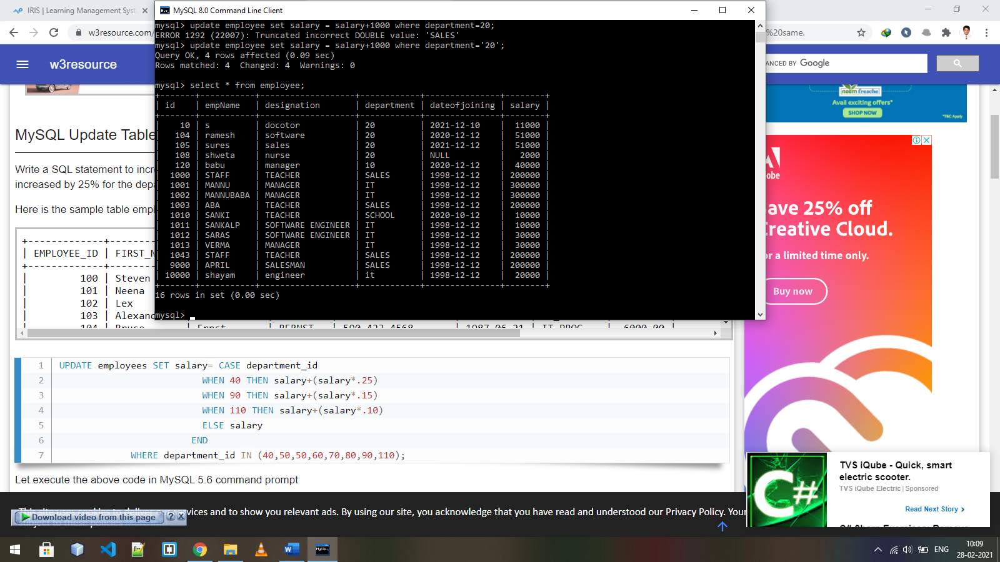 IRIS | Learning Management Syst
MySQL 8.0 Command Line Client
w3resource.com/
%20same.
w3resource
ANCED BY Google
mysql> update employee set salary = salary+1000 where department=20;
ERROR 1292 (22007): Truncated incorrect DOUBLE value: 'SALES'
mysql> update employee set salary = salary+1000 where department='20';
Query OK, 4 rows affected (0.09 sec)
Rows matched: 4  Changed: 4  Warnings: 0
mysql> select * from employee;
+-------+----------+-------------------+------------+---------------+--------+
| id    | empName  | designation       | department | dateofjoining | salary |
+-------+----------+-------------------+------------+---------------+--------+
|    10 | s        | docotor           | 20         | 2021-12-10    |  11000 |
|   104 | ramesh   | software          | 20         | 2020-12-12    |  51000 |
|   105 | sures    | sales             | 20         | 2021-12-12    |  51000 |
|   108 | shweta   | nurse             | 20         | NULL          |   2000 |
|   120 | babu     | manager           | 10         | 2020-12-12    |  40000 |
|  1000 | STAFF    | TEACHER           | SALES      | 1998-12-12    | 200000 |
|  1001 | MANNU    | MANAGER           | IT         | 1998-12-12    | 300000 |
|  1002 | MANNUBABA | MANAGER           | IT         | 1998-12-12    | 300000 |
|  1003 | ABA      | TEACHER           | SALES      | 1998-12-12    | 200000 |
|  1010 | SANKI    | TEACHER           | SCHOOL     | 2020-10-12    |  10000 |
|  1011 | SANKALP  | SOFTWARE ENGINEER | IT         | 1998-12-12    |  10000 |
|  1012 | SARAS    | SOFTWARE ENGINEER | IT         | 1998-12-12    |  30000 |
|  1013 | VERMA    | MANAGER           | IT         | 1998-12-12    |  30000 |
|  1043 | STAFF    | TEACHER           | SALES      | 1998-12-12    | 200000 |
|  9000 | APRIL    | SALESMAN          | SALES      | 1998-12-12    | 200000 |
| 10000 | shayam   | engineer          | it         | 1998-12-12    |  20000 |
+-------+----------+-------------------+------------+---------------+--------+
16 rows in set (0.00 sec)
mysql>
MySQL Update Table
Write a SQL statement to incr
increased by 25% for the depa
Here is the sample table empl
| EMPLOYEE_ID | FIRST_N
| 100 | Steven
| 101 | Neena
| 102 | Lex
| 103 | Alexand
| 104 | Bruce | Ernst | BERNST | 590.423.4568 | 1987-06-21 | IT_PROG | 6000.00 |
1 UPDATE employees SET salary= CASE department_id
2 WHEN 40 THEN salary+(salary*.25)
3 WHEN 90 THEN salary+(salary*.15)
4 WHEN 110 THEN salary+(salary*.10)
5 ELSE salary
6 END
7 WHERE department_id IN (40,50,50,60,70,80,90,110);
Let execute the above code in MySQL 5.6 command prompt
neem fresche
Avail exciting offers*
SHOP NOW
*T&C Apply
A
obe
ave 25% off
Creative Cloud.
or a limited time only.
Buy now
C#
TVS iQube - Quick, smart
electric scooter.
TVS iQube Electric | Sponsored
Read Next Story >
vices and to show you relevant ads. By using our site, you acknowledge that you have read and understood our Privacy Policy. Your
Download video from this page
ENG
10:09
28-02-2021